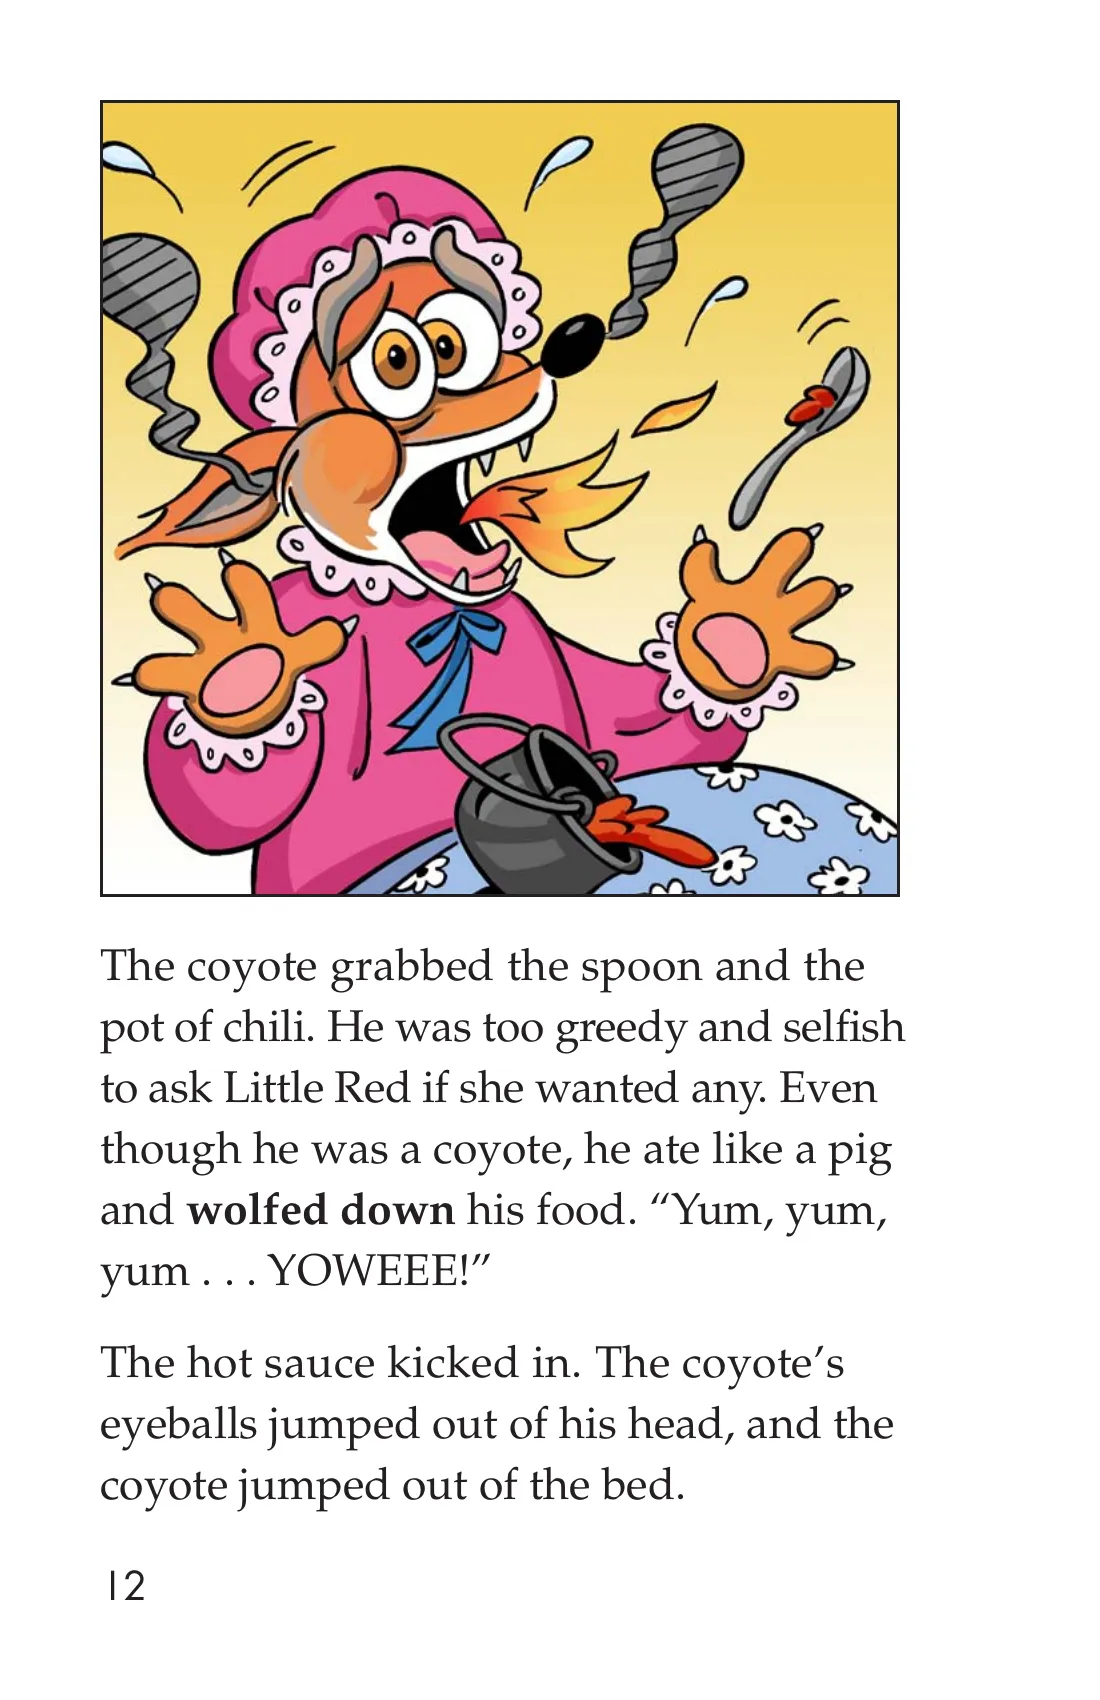 The coyote grabbed the spoon and the
pot of chili. He was too greedy and selfish
to ask Little Red if she wanted any. Even
though he was a coyote, he ate like a pig
and wolfed down his food. “Yum, yum,
yum . . . YOWEEE!”
The hot sauce kicked in. The coyote’s
eyeballs jumped out of his head, and the
coyote jumped out of the bed.
12